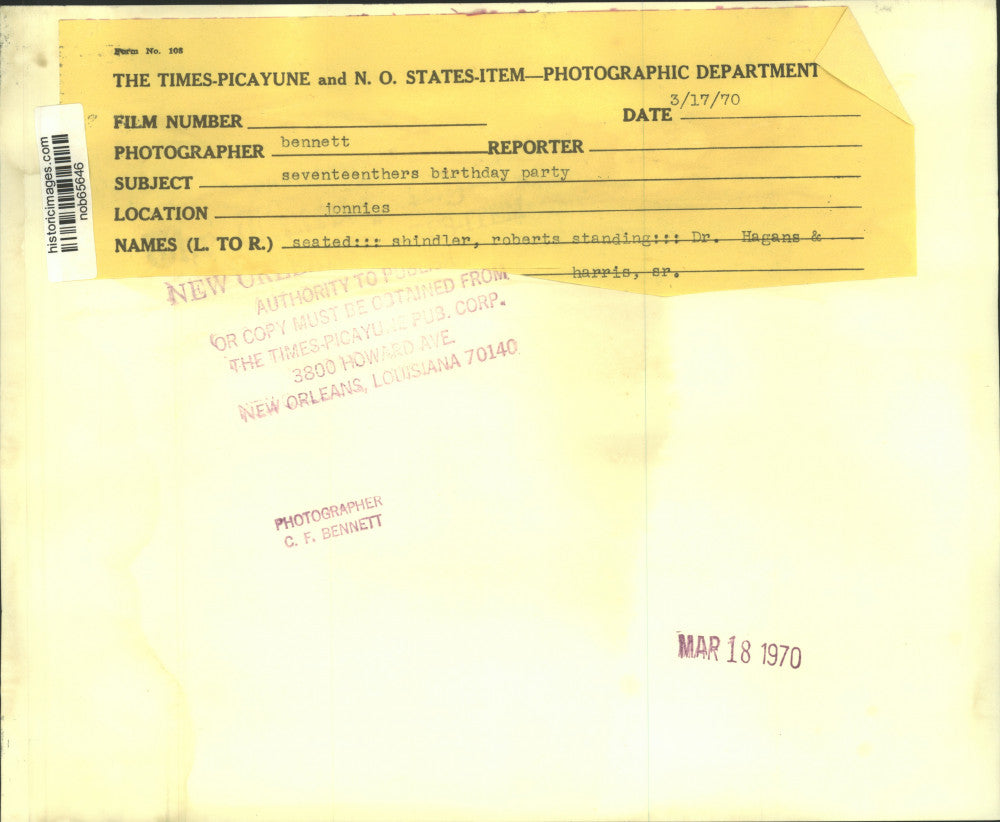 Form No. 108
THE TIMES-PICAYUNE and N. O. STATES-ITEM—PHOTOGRAPHIC DEPARTMENT
FILM NUMBER DATE 3/17/70
PHOTOGRAPHER bennett REPORTER
SUBJECT seventeenthers birthday party
LOCATION jonnies
NAMES (L. TO R.) seated::: shindler, roberts standing::: Dr. Hagans &
harris, sr.
historicimages.com
nob65646
NEW
AUTHORITY TO
OR COPY MUST BE OBTAINED FROM
THE TIMES-PICAYUNE PUB. CORP.
3800 HOWARD AVE.
NEW ORLEANS, LOUISIANA 70140
PHOTOGRAPHER
C. F. BENNETT
MAR 18 1970